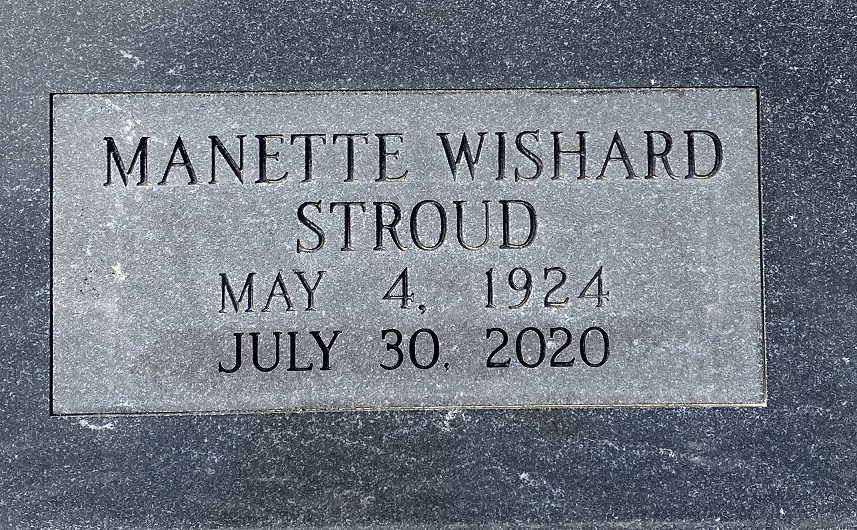 MANETTE WISHARD
STROUD
MAY 4, 1924
JULY 30, 2020